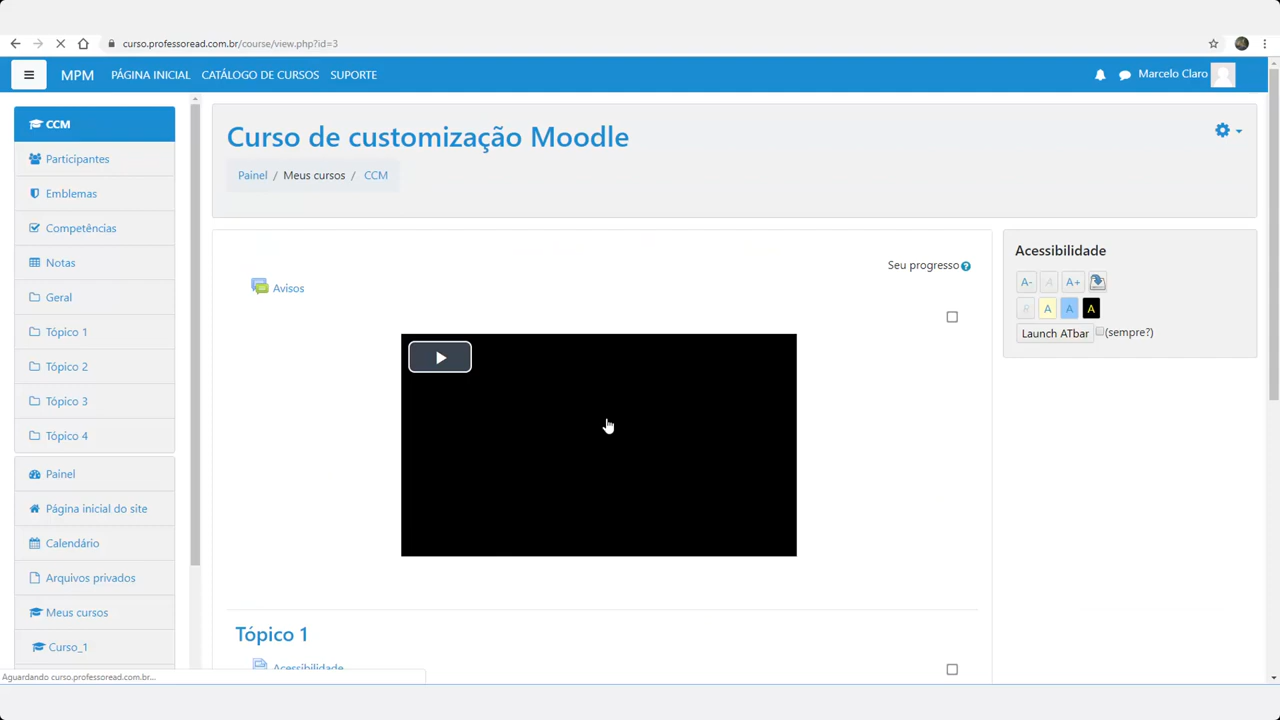 curso.professoread.com.br/course/view.php?id=3
MPM PÁGINA INICIAL CATÁLOGO DE CURSOS SUPORTE Marcelo Claro
CCM
Participantes
Emblemas
Competências
Notas
Geral
Tópico 1
Tópico 2
Tópico 3
Tópico 4
Painel
Página inicial do site
Calendário
Arquivos privados
Meus cursos
Curso_1
Curso de customização Moodle
Painel / Meus cursos / CCM
Seu progresso
Avisos
Tópico 1
Acessibilidade
Acessibilidade
A- A A+
R A A A
Launch ATbar (sempre?)
Aguardando curso.professoread.com.br...